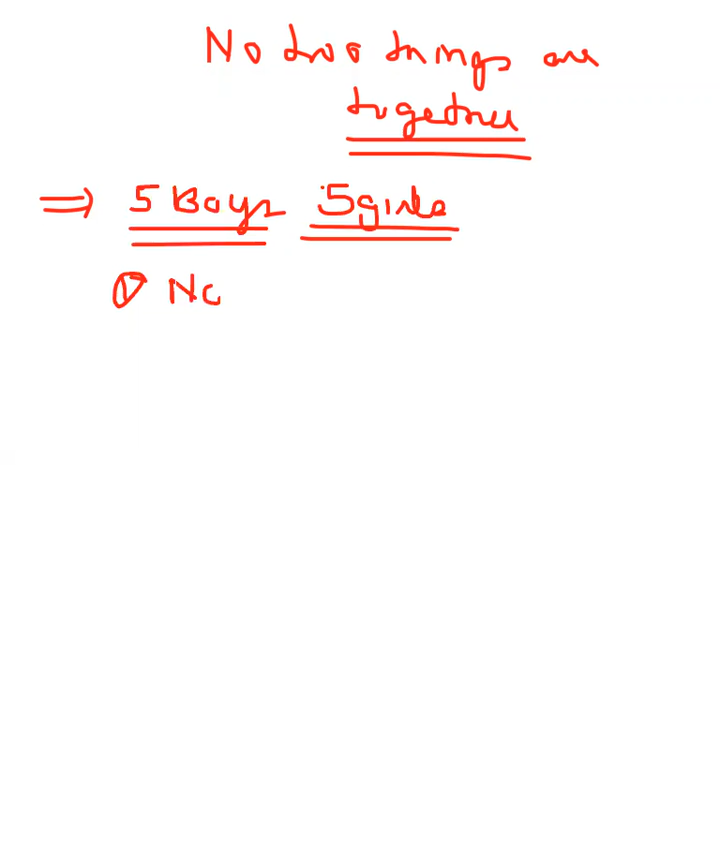 No two things are
together
⇒ 5 Boys 5 girls
① No